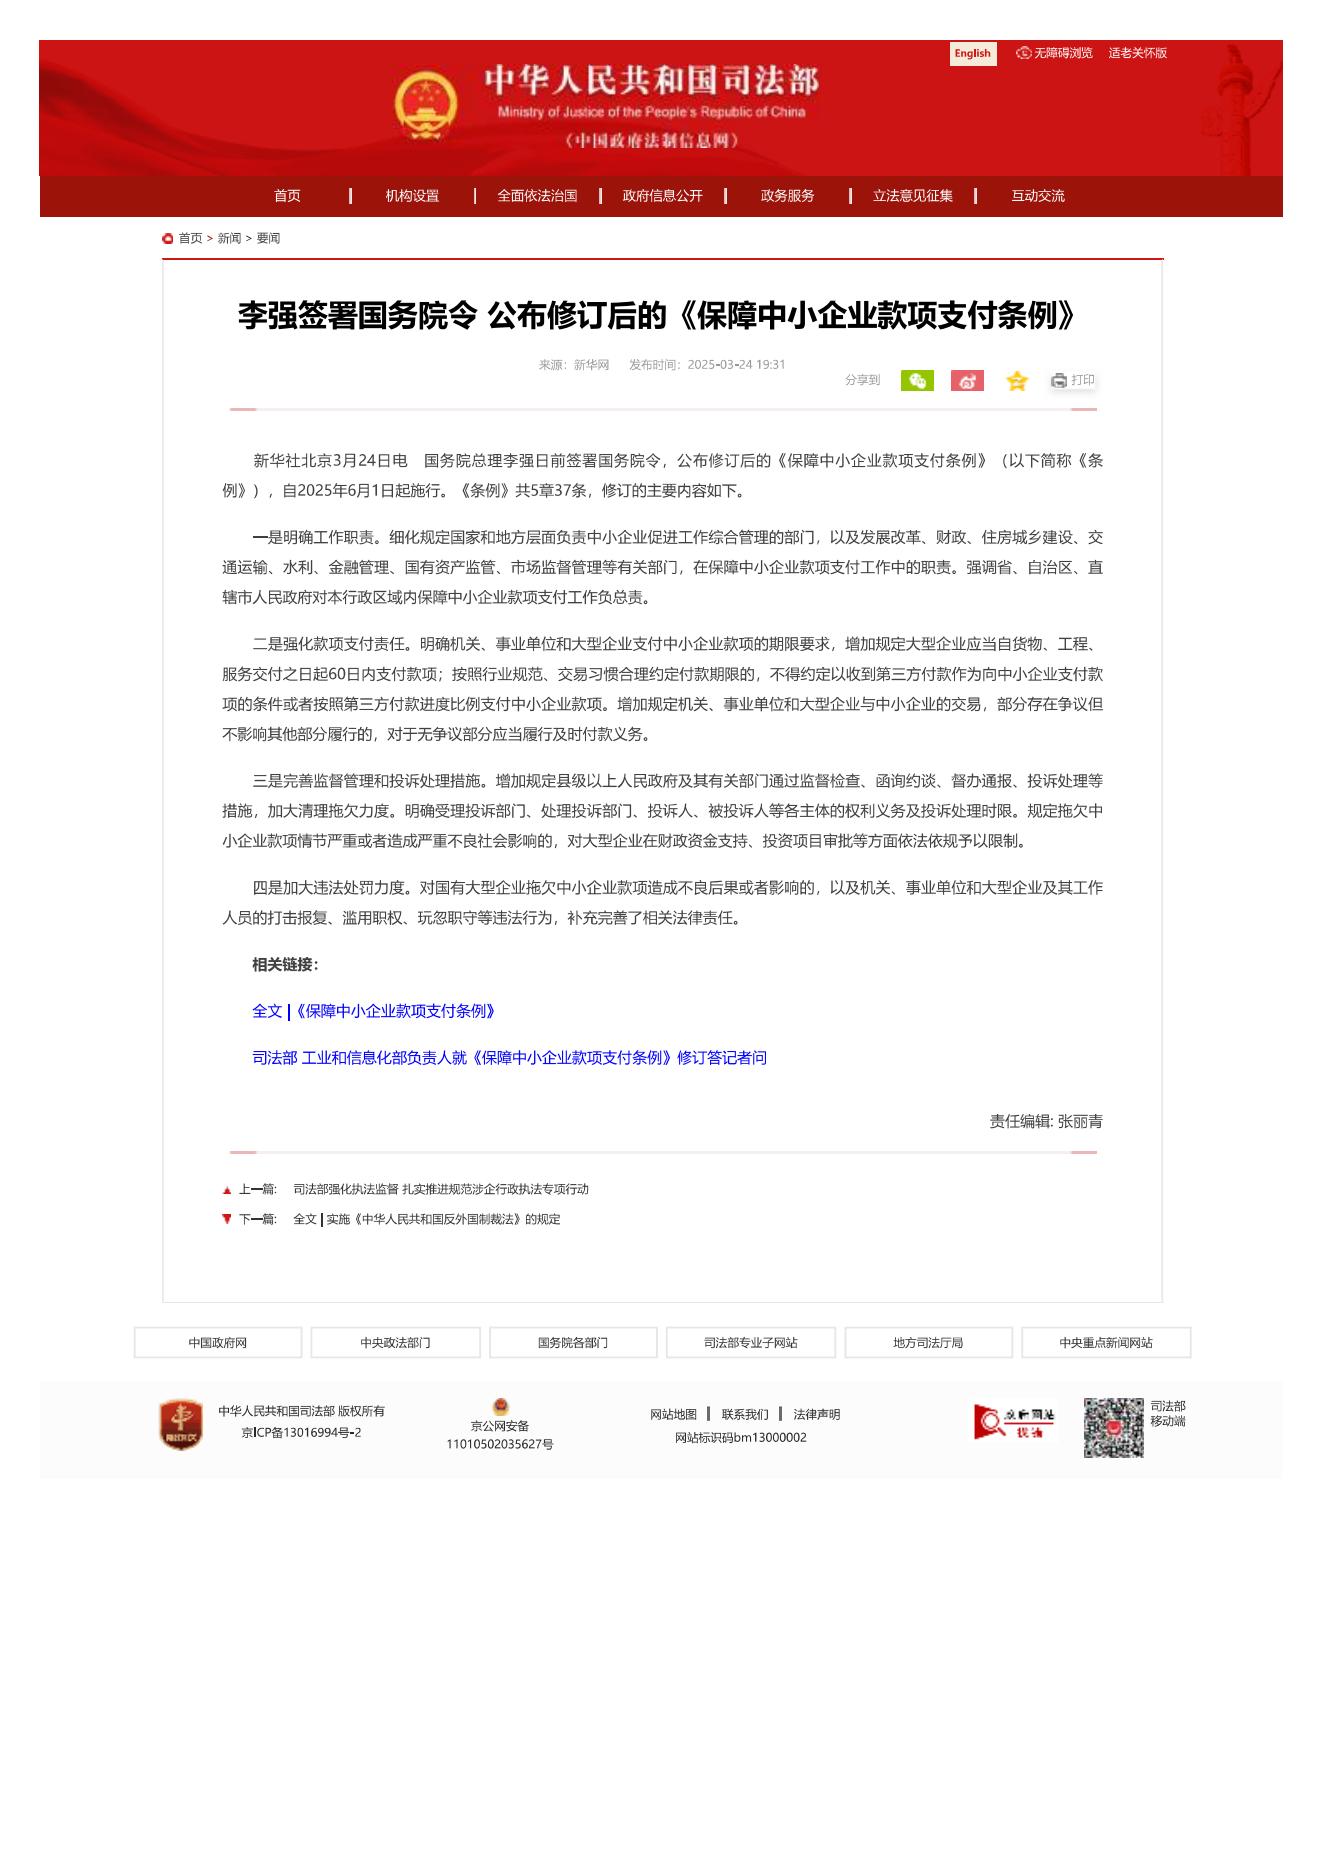 English 无障碍浏览 适老关怀版
中华人民共和国司法部
Ministry of Justice of the People's Republic of China
（中国政府法制信息网）
首页 机构设置 全面依法治国 政府信息公开 政务服务 立法意见征集 互动交流
首页 > 新闻 > 要闻
李强签署国务院令 公布修订后的《保障中小企业款项支付条例》
来源：新华网 发布时间：2025-03-24 19:31
分享到 打印
新华社北京3月24日电　国务院总理李强日前签署国务院令，公布修订后的《保障中小企业款项支付条例》（以下简称《条
例》），自2025年6月1日起施行。《条例》共5章37条，修订的主要内容如下。
一是明确工作职责。细化规定国家和地方层面负责中小企业促进工作综合管理的部门，以及发展改革、财政、住房城乡建设、交
通运输、水利、金融管理、国有资产监管、市场监督管理等有关部门，在保障中小企业款项支付工作中的职责。强调省、自治区、直
辖市人民政府对本行政区域内保障中小企业款项支付工作负总责。
二是强化款项支付责任。明确机关、事业单位和大型企业支付中小企业款项的期限要求，增加规定大型企业应当自货物、工程、
服务交付之日起60日内支付款项；按照行业规范、交易习惯合理约定付款期限的，不得约定以收到第三方付款作为向中小企业支付款
项的条件或者按照第三方付款进度比例支付中小企业款项。增加规定机关、事业单位和大型企业与中小企业的交易，部分存在争议但
不影响其他部分履行的，对于无争议部分应当履行及时付款义务。
三是完善监督管理和投诉处理措施。增加规定县级以上人民政府及其有关部门通过监督检查、函询约谈、督办通报、投诉处理等
措施，加大清理拖欠力度。明确受理投诉部门、处理投诉部门、投诉人、被投诉人等各主体的权利义务及投诉处理时限。规定拖欠中
小企业款项情节严重或者造成严重不良社会影响的，对大型企业在财政资金支持、投资项目审批等方面依法依规予以限制。
四是加大违法处罚力度。对国有大型企业拖欠中小企业款项造成不良后果或者影响的，以及机关、事业单位和大型企业及其工作
人员的打击报复、滥用职权、玩忽职守等违法行为，补充完善了相关法律责任。
相关链接：
全文 |《保障中小企业款项支付条例》
司法部 工业和信息化部负责人就《保障中小企业款项支付条例》修订答记者问
责任编辑: 张丽青
上一篇: 司法部强化执法监督 扎实推进规范涉企行政执法专项行动
下一篇: 全文 | 实施《中华人民共和国反外国制裁法》的规定
中国政府网 中央政法部门 国务院各部门 司法部专业子网站 地方司法厅局 中央重点新闻网站
中华人民共和国司法部 版权所有
京ICP备13016994号-2
京公网安备
11010502035627号
网站地图 | 联系我们 | 法律声明
网站标识码bm13000002
司法部
移动端